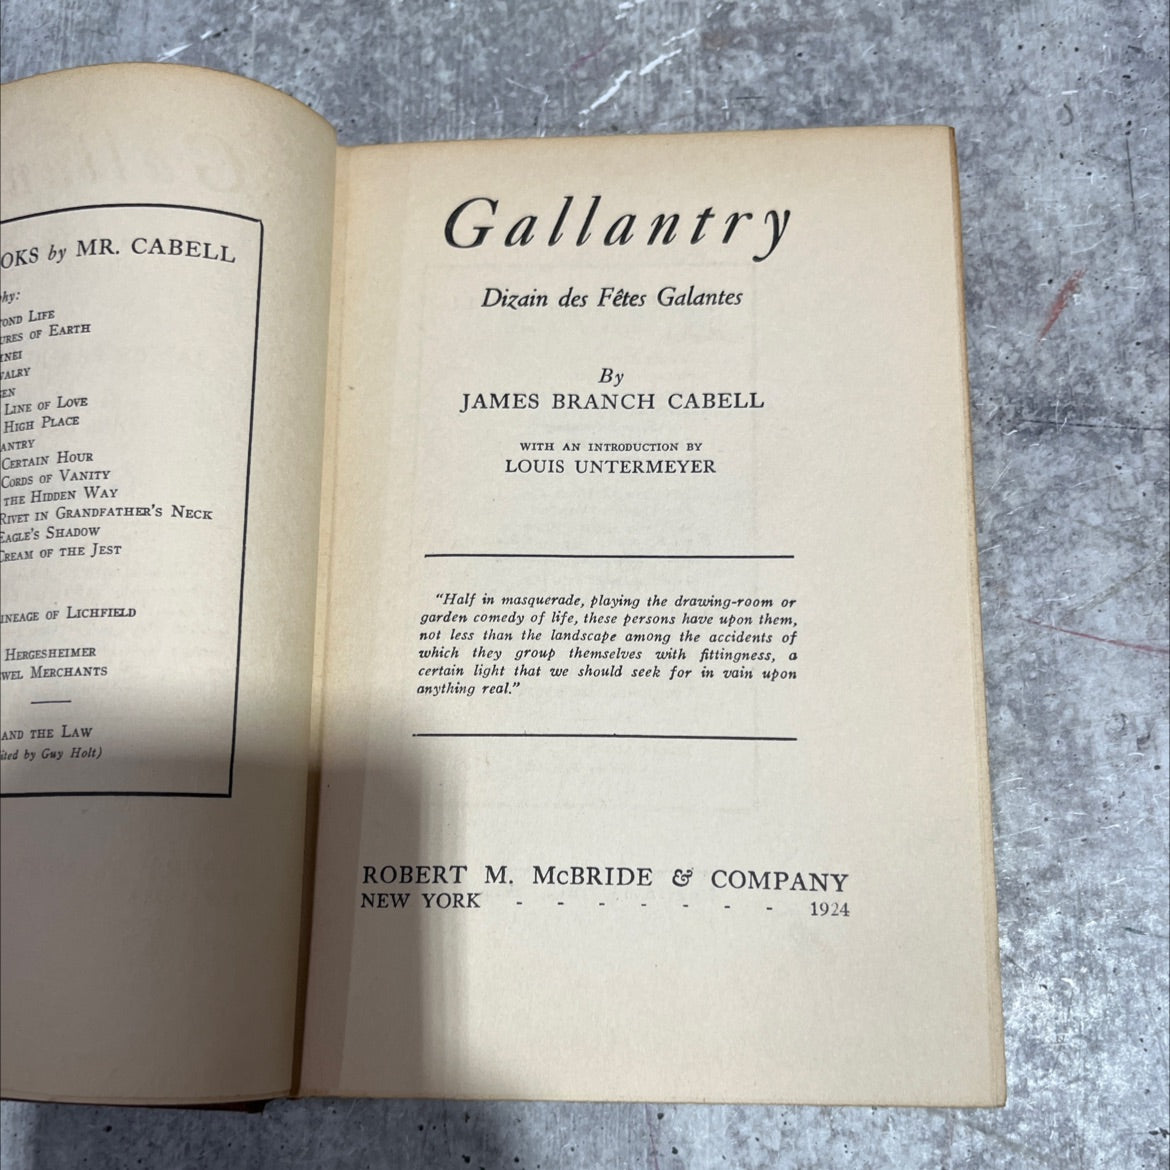 OKS by MR. CABELL
hy:
OND LIFE
URES OF EARTH
NEI
VALRY
EN
LINE OF LOVE
HIGH PLACE
ANTRY
CERTAIN HOUR
CORDS OF VANITY
THE HIDDEN WAY
RIVET IN GRANDFATHER'S NECK
EAGLE'S SHADOW
CREAM OF THE JEST
INEAGE OF LICHFIELD
HERGESHEIMER
WEL MERCHANTS
AND THE LAW
ited by Guy Holt)
Gallantry
Dizain des Fêtes Galantes
By
JAMES BRANCH CABELL
WITH AN INTRODUCTION BY
LOUIS UNTERMEYER
"Half in masquerade, playing the drawing-room or
garden comedy of life, these persons have upon them,
not less than the landscape among the accidents of
which they group themselves with fittingness, a
certain light that we should seek for in vain upon
anything real."
ROBERT M. McBRIDE & COMPANY
NEW YORK - - - - - - - 1924